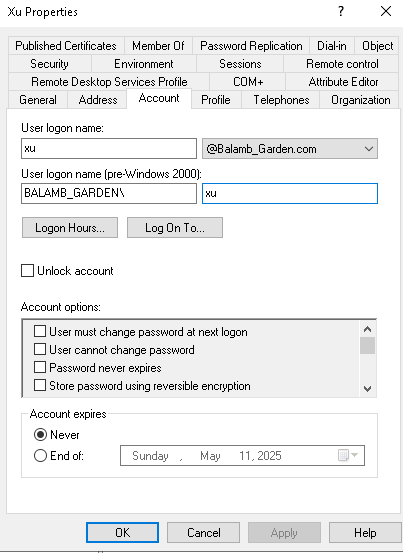 Xu Properties ? ×
Published Certificates Member Of Password Replication Dial-in Object
Security Environment Sessions Remote control
Remote Desktop Services Profile COM+ Attribute Editor
General Address Account Profile Telephones Organization
User logon name:
xu @Balamb_Garden.com
User logon name (pre-Windows 2000):
BALAMB_GARDEN\ xu
Logon Hours... Log On To...
Unlock account
Account options:
User must change password at next logon
User cannot change password
Password never expires
Store password using reversible encryption
Account expires
Never
End of: Sunday , May 11, 2025
OK Cancel Apply Help